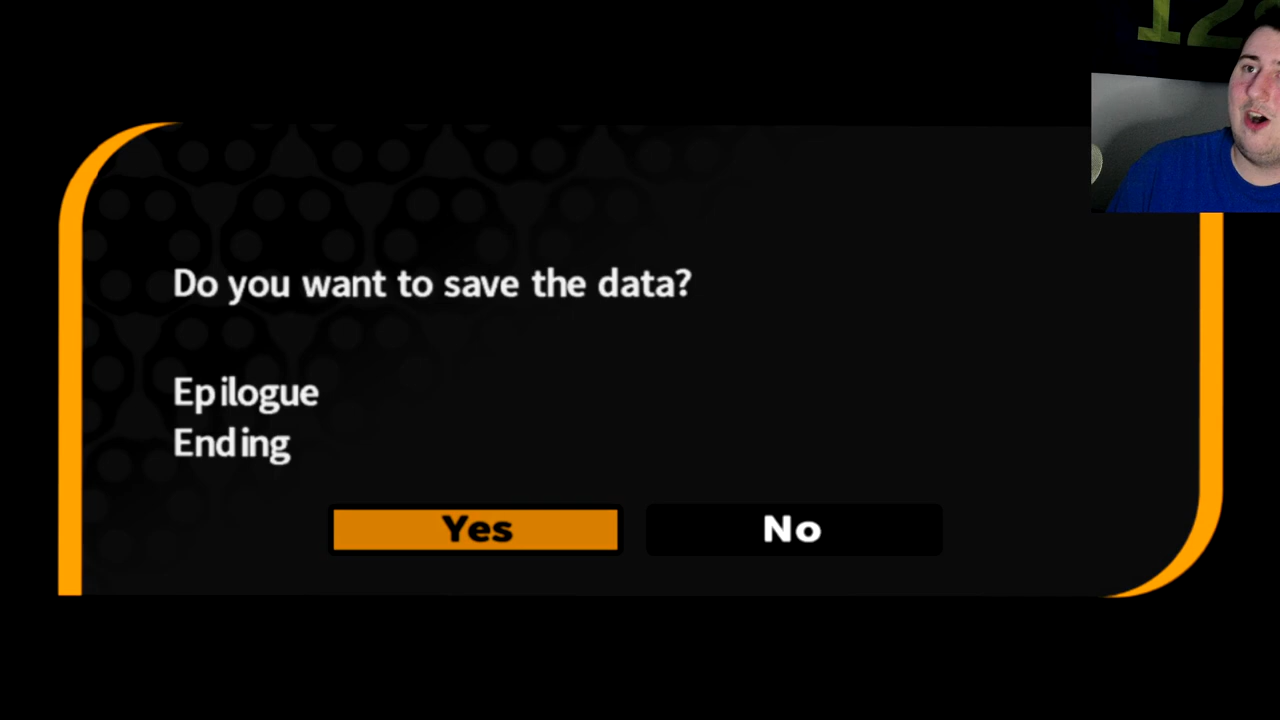 Do you want to save the data?
Epilogue
Ending
Yes
No